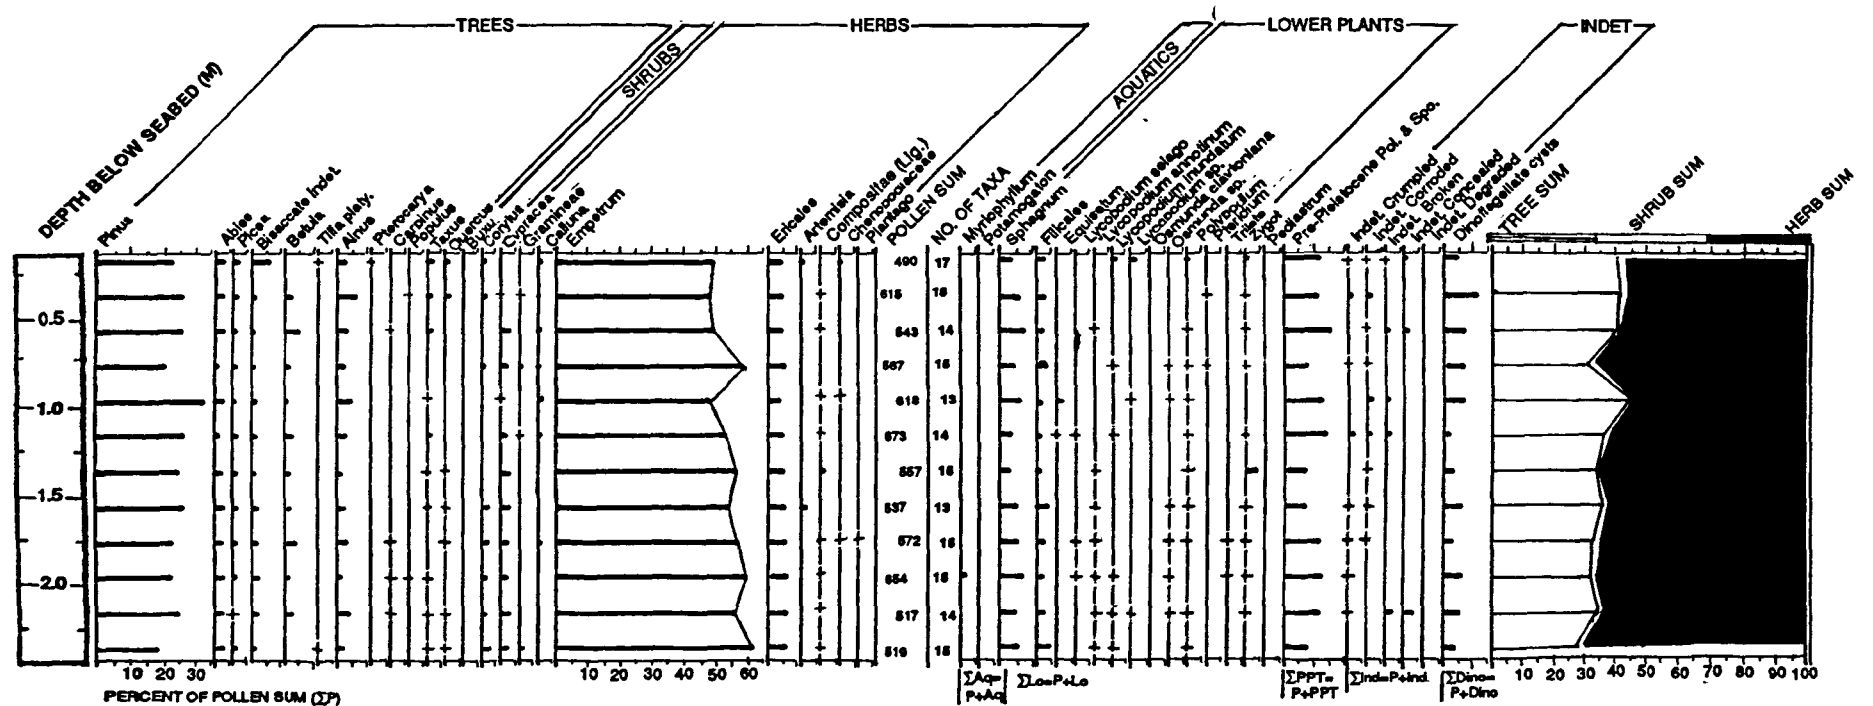 TREES
HERBS
LOWER PLANTS
INDET
SHRUBS
AQUATICS
DEPTH BELOW SEABED (M)
Pinus
Abies
Picea
Bisaccate Indet.
Betula
Tilia platy.
Alnus
Pterocarya
Carpinus
Populus
Taxus
Quercus
Buxus
Corylus
Cyperacea
Gramineae
Calluna
Empetrum
Ericales
Artemisia
Compositae (Lig.)
Chenopodiaceae
Plantago
POLLEN SUM
NO. OF TAXA
Myriophyllum
Potamogeton
Sphagnum
Filicales
Equisetum
Lycobodium selago
Lycopodium annotinum
Lycopodium inundatum
Lycopodium sp.
Osmunda claytoniana
Osmunda sp.
Polypodium
Pteridium
Trilete
Zygot
Pediastrum
Pre-Pleistocene Pol. & Spo.
Indet. Crumpled
Indet. Corroded
Indet. Broken
Indet. Concealed
Indet. Degraded
Dinoflagellate cysts
TREE SUM
SHRUB SUM
HERB SUM
490 17
615 16
0.5
543 14
567 15
1.0
618 13
573 14
557 16
1.5
537 13
572 15
2.0
554 15
517 14
519 15
10 20 30
10 20 30 40 50 60
10 20 30 40 60 70 80 90 100
PERCENT OF POLLEN SUM (ΣP)
ΣAq=
P+Aq
ΣLo=P+Lo
ΣPPT=
P+PPT
ΣInd=P+Ind.
ΣDino=
P+Dino